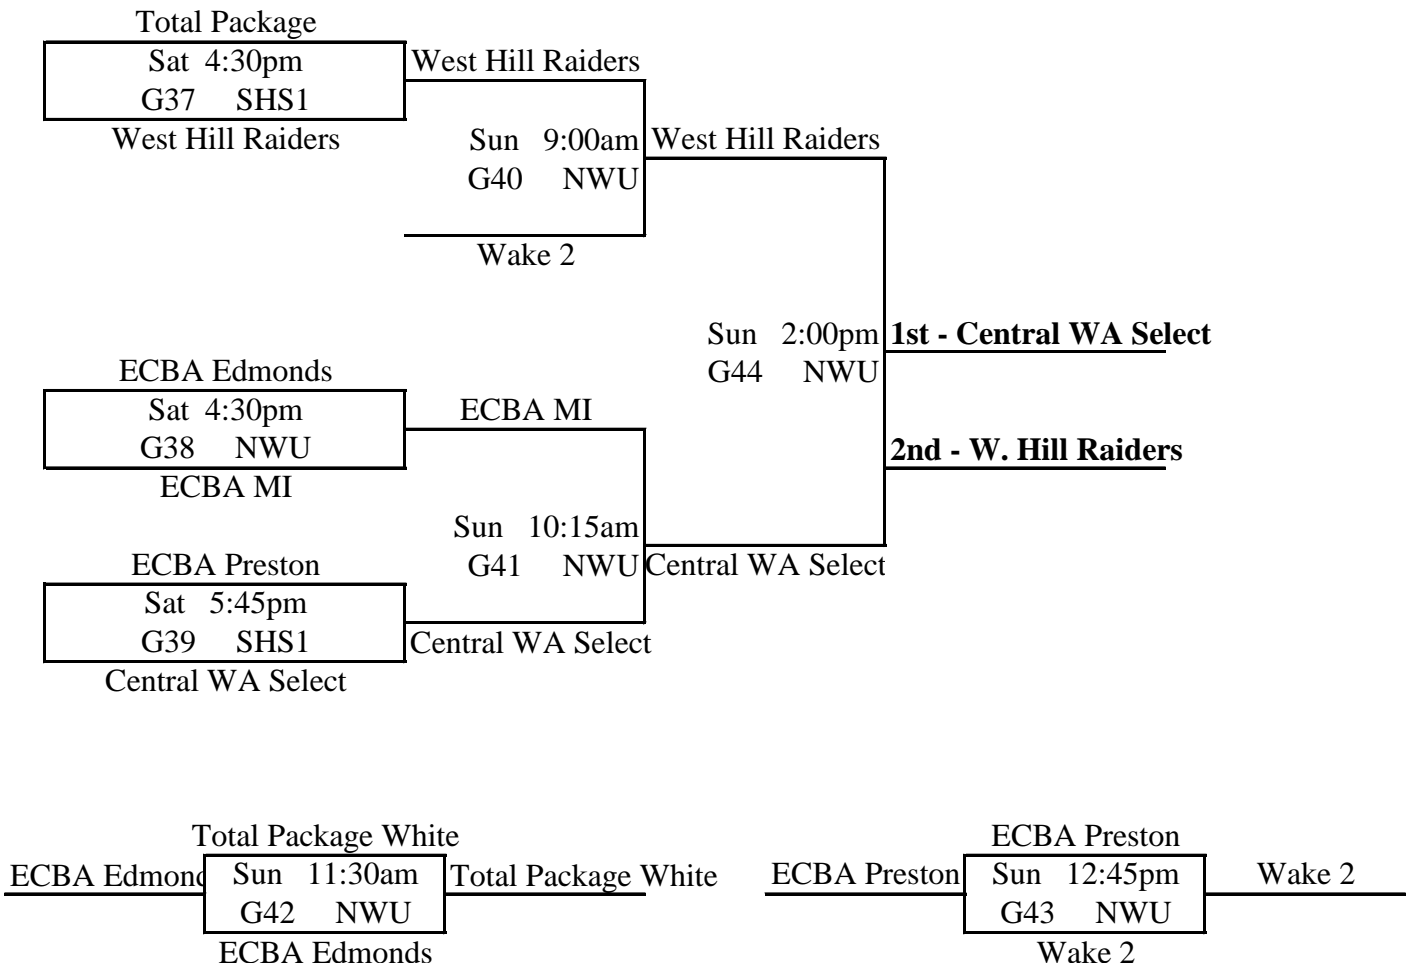 Total Package
Sat 4:30pm
G37 SHS1
West Hill Raiders
West Hill Raiders
Sun 9:00am
G40 NWU
Wake 2
West Hill Raiders
ECBA Edmonds
Sat 4:30pm
G38 NWU
ECBA MI
ECBA MI
Sun 10:15am
G41 NWU
ECBA Preston
Sat 5:45pm
G39 SHS1
Central WA Select
Central WA Select
Central WA Select
Sun 2:00pm
G44 NWU
1st - Central WA Select
2nd - W. Hill Raiders
Total Package White
ECBA Edmond
Sun 11:30am
G42 NWU
Total Package White
ECBA Edmonds
ECBA Preston
ECBA Preston
Sun 12:45pm
G43 NWU
Wake 2
Wake 2